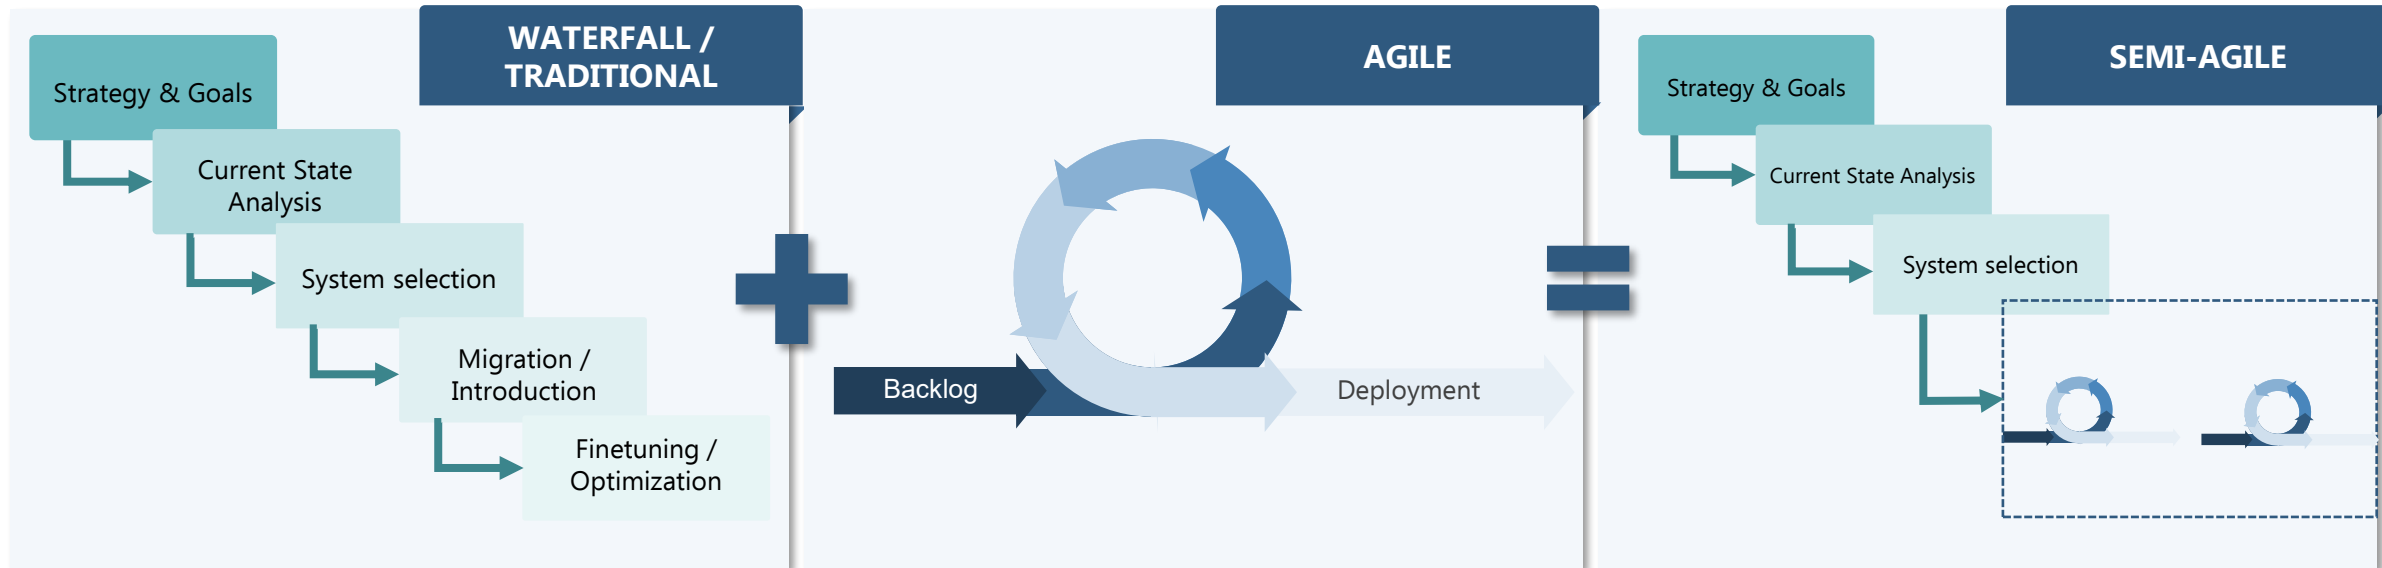 WATERFALL /
TRADITIONAL
Strategy & Goals
Current State
Analysis
System selection
Migration /
Introduction
Finetuning /
Optimization
AGILE
Backlog
Deployment
SEMI-AGILE
Strategy & Goals
Current State Analysis
System selection